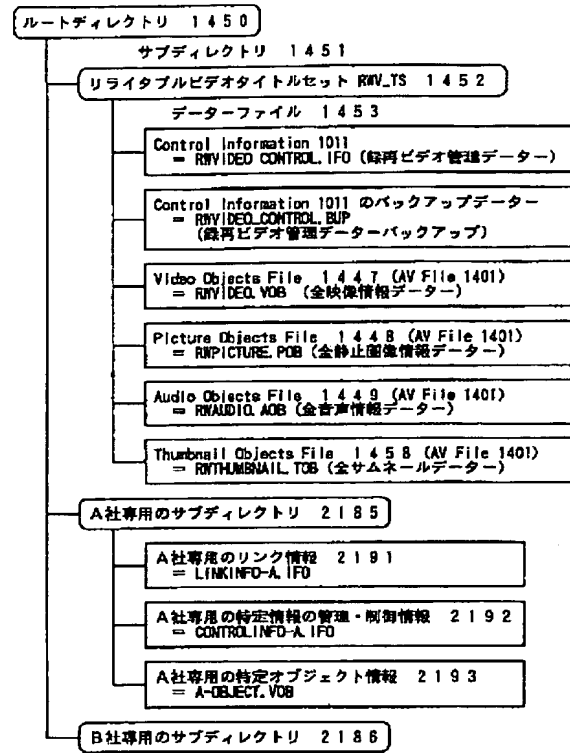 ルートディレクトリ 1450
サブディレクトリ 1451
リライタブルビデオタイトルセット RWV_TS 1452
データーファイル 1453
Control Information 1011
= RWVIDEO CONTROL.IFO (録再ビデオ管理データー)
Control Information 1011 のバックアップデーター
= RWVIDEO_CONTROL.BUP
(録再ビデオ管理データーバックアップ)
Video Objects File 1447 (AV File 1401)
= RWVIDEO.VOB (全映像情報データー)
Picture Objects File 1448 (AV File 1401)
= RWPICTURE.POB (全静止画像情報データー)
Audio Objects File 1449 (AV File 1401)
= RWAUDIO.AOB (全音声情報データー)
Thumbnail Objects File 1458 (AV File 1401)
= RWTHUMBNAIL.TOB (全サムネールデーター)
A社専用のサブディレクトリ 2185
A社専用のリンク情報 2191
= LINKINFO-A.IFO
A社専用の特定情報の管理・制御情報 2192
= CONTROLINFO-A.IFO
A社専用の特定オブジェクト情報 2193
= A-OBJECT.VOB
B社専用のサブディレクトリ 2186